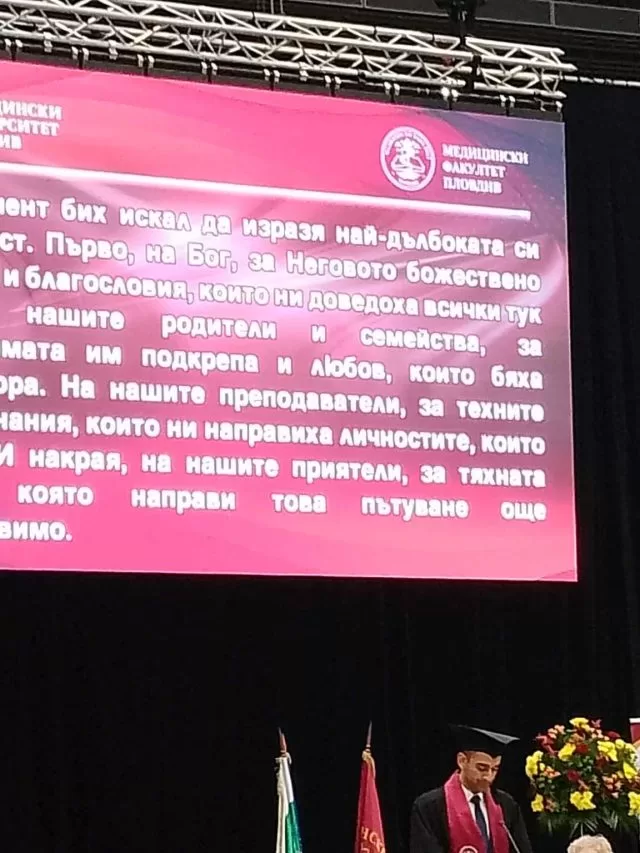 ИНСКИ
РСИТЕТ
ИВ
МЕДИЦИНСКИ
ФАКУЛТЕТ
ПЛОВДИВ
мент бих искал да изразя най-дълбоката си
ст. Първо, на Бог, за Неговото божествено
и благословия, които ни доведоха всички тук
нашите родители и семейства, за
мата им подкрепа и любов, които бяха
ора. На нашите преподаватели, за техните
нания, които ни направиха личностите, които
И накрая, на нашите приятели, за тяхната
която направи това пътуване още
вимо.